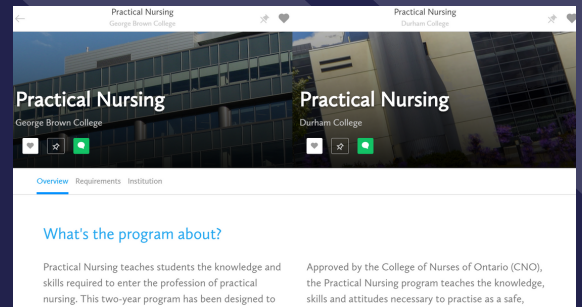 Practical Nursing
George Brown College
Practical Nursing
Durham College
Practical Nursing
George Brown College
Practical Nursing
Durham College
Overview Requirements Institution
What's the program about?
Practical Nursing teaches students the knowledge and
skills required to enter the profession of practical
nursing. This two-year program has been designed to
Approved by the College of Nurses of Ontario (CNO),
the Practical Nursing program teaches the knowledge,
skills and attitudes necessary to practise as a safe,